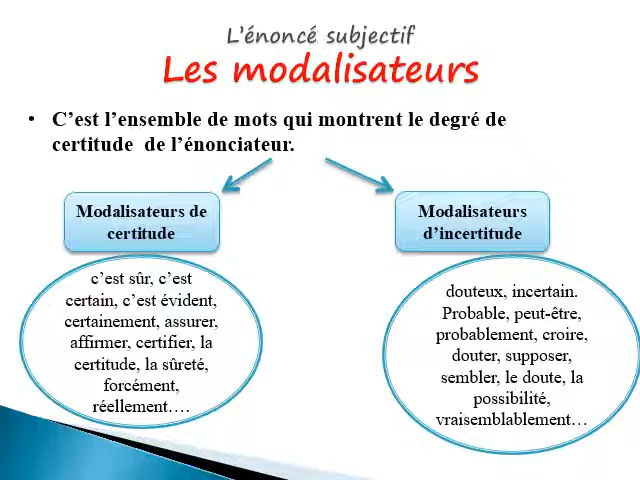 L’énoncé subjectif
Les modalisateurs
• C’est l’ensemble de mots qui montrent le degré de
certitude de l’énonciateur.
Modalisateurs de
certitude
c’est sûr, c’est
certain, c’est évident,
certainement, assurer,
affirmer, certifier, la
certitude, la sûreté,
forcément,
réellement….
Modalisateurs
d’incertitude
douteux, incertain.
Probable, peut-être,
probablement, croire,
douter, supposer,
sembler, le doute, la
possibilité,
vraisemblablement…